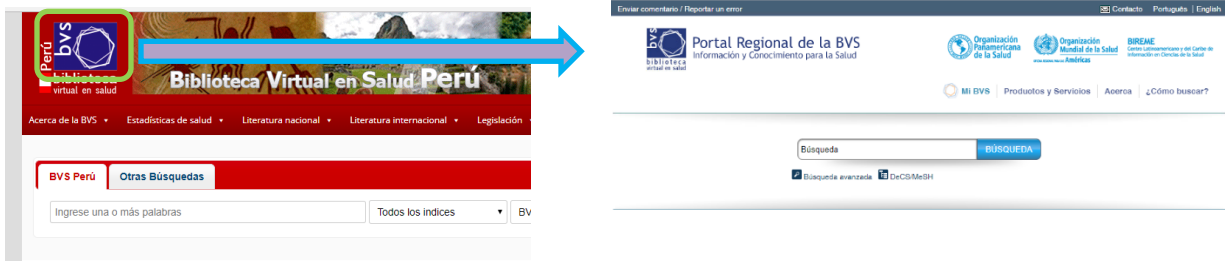 Perú
bvs
biblioteca
virtual en salud
Biblioteca Virtual en Salud Perú
Acerca de la BVS
Estadísticas de salud
Literatura nacional
Literatura internacional
Legislación
BVS Perú
Otras Búsquedas
Ingrese una o más palabras
Todos los indices
BV
Enviar comentario / Reportar un error
Contacto
Português | English
bvs
biblioteca
virtual en salud
Portal Regional de la BVS
Información y Conocimiento para la Salud
Organización
Panamericana
de la Salud
Organización
Mundial de la Salud
Américas
BIREME
Centro Latinoamericano y del Caribe de
Información en Ciencias de la Salud
Mi BVS
Productos y Servicios
Acerca
¿Cómo buscar?
Búsqueda
BÚSQUEDA
Búsqueda avanzada
DeCS/MeSH